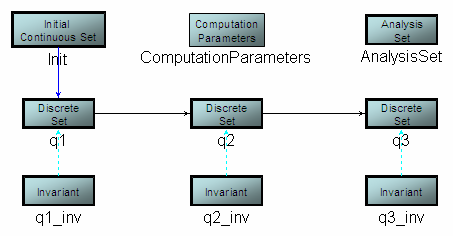 Initial
Continuous Set
Init
Computation
Parameters
ComputationParameters
Analysis
Set
AnalysisSet
Discrete
Set
q1
Discrete
Set
q2
Discrete
Set
q3
Invariant
q1_inv
Invariant
q2_inv
Invariant
q3_inv